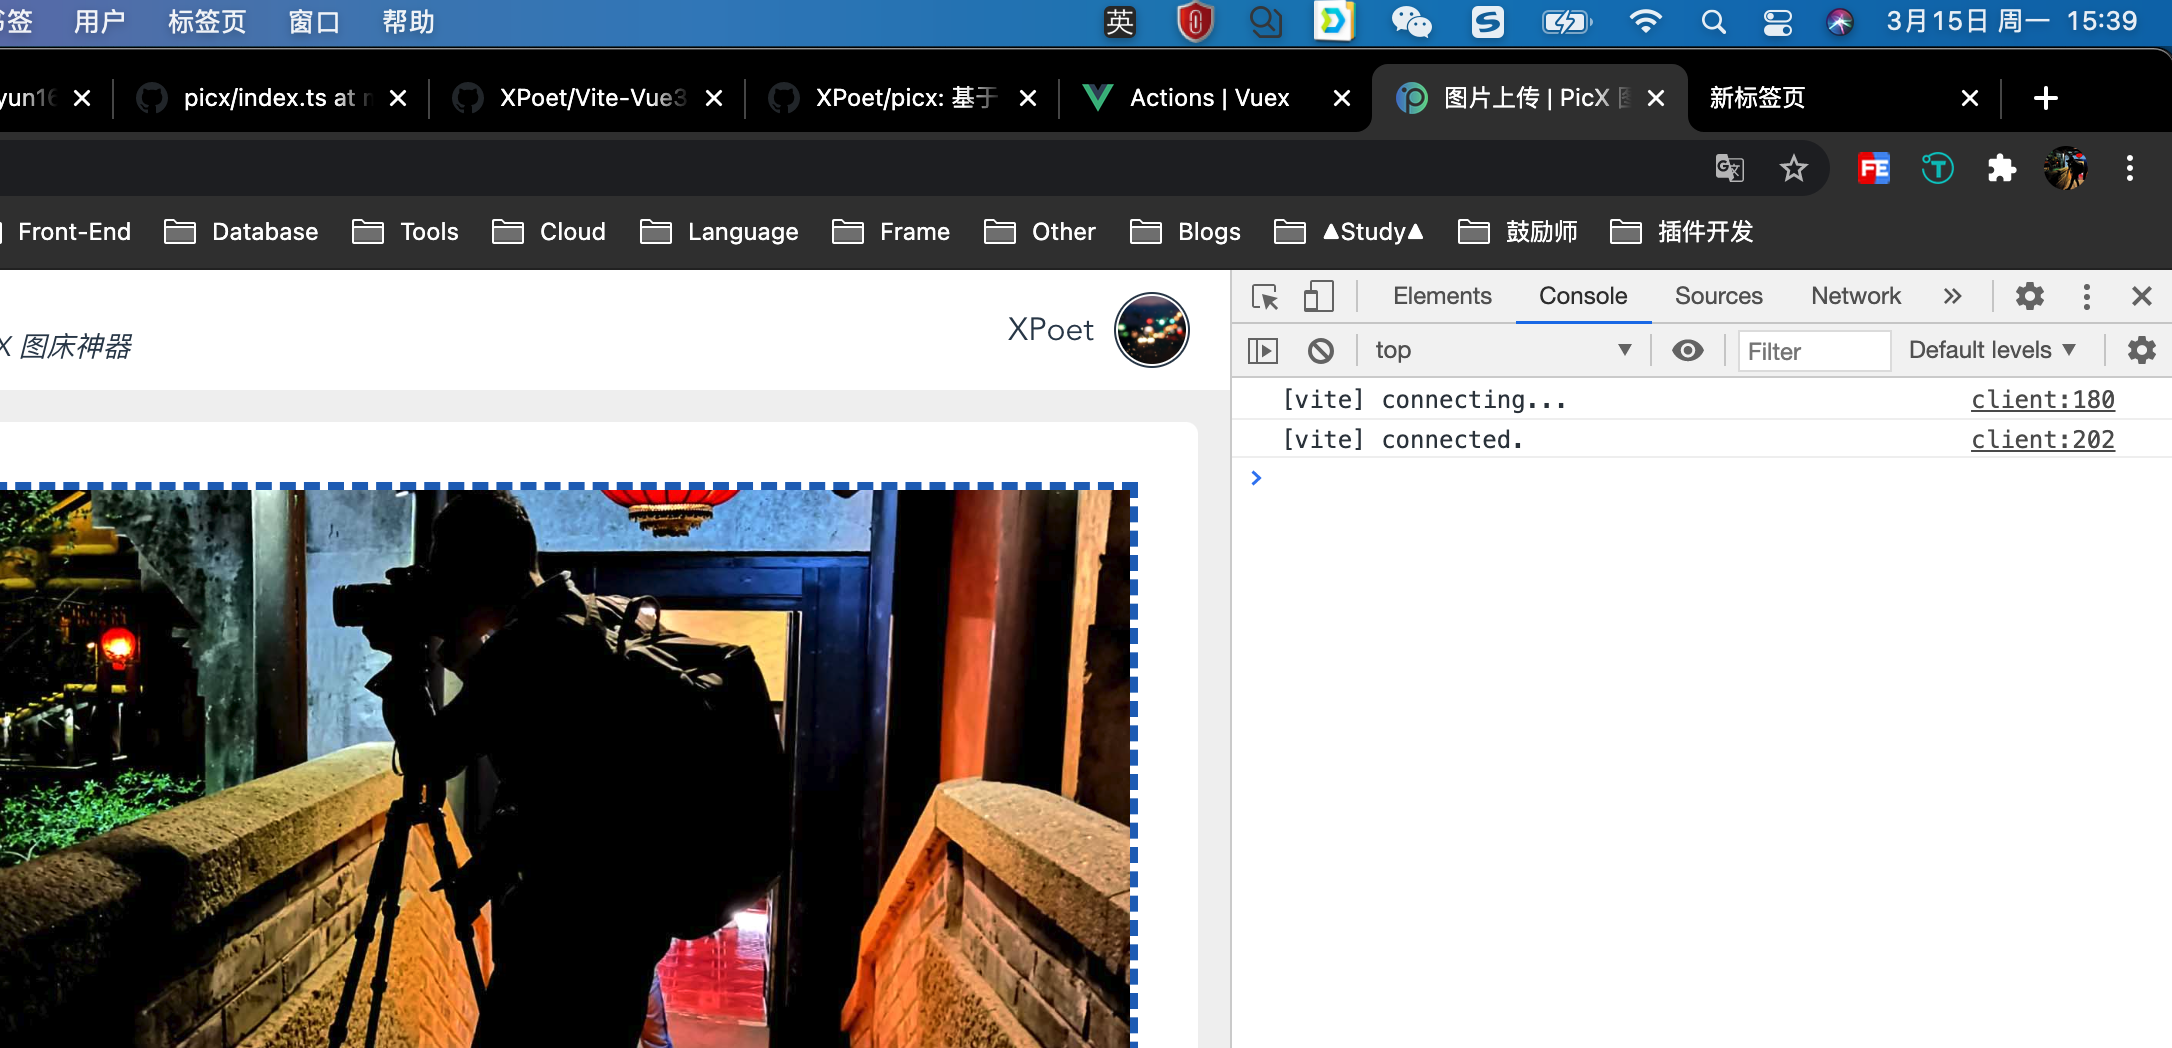 签 用户 标签页 窗口 帮助 英 3月15日 周一 15:39
yun16 picx/index.ts at XPoet/Vite-Vue3 XPoet/picx: 基于 Actions | Vuex 图片上传 | PicX 新标签页
FE T
Front-End Database Tools Cloud Language Frame Other Blogs ▲Study▲ 鼓励师 插件开发
X 图床神器 XPoet
Elements Console Sources Network
top Filter Default levels
[vite] connecting... client:180
[vite] connected. client:202